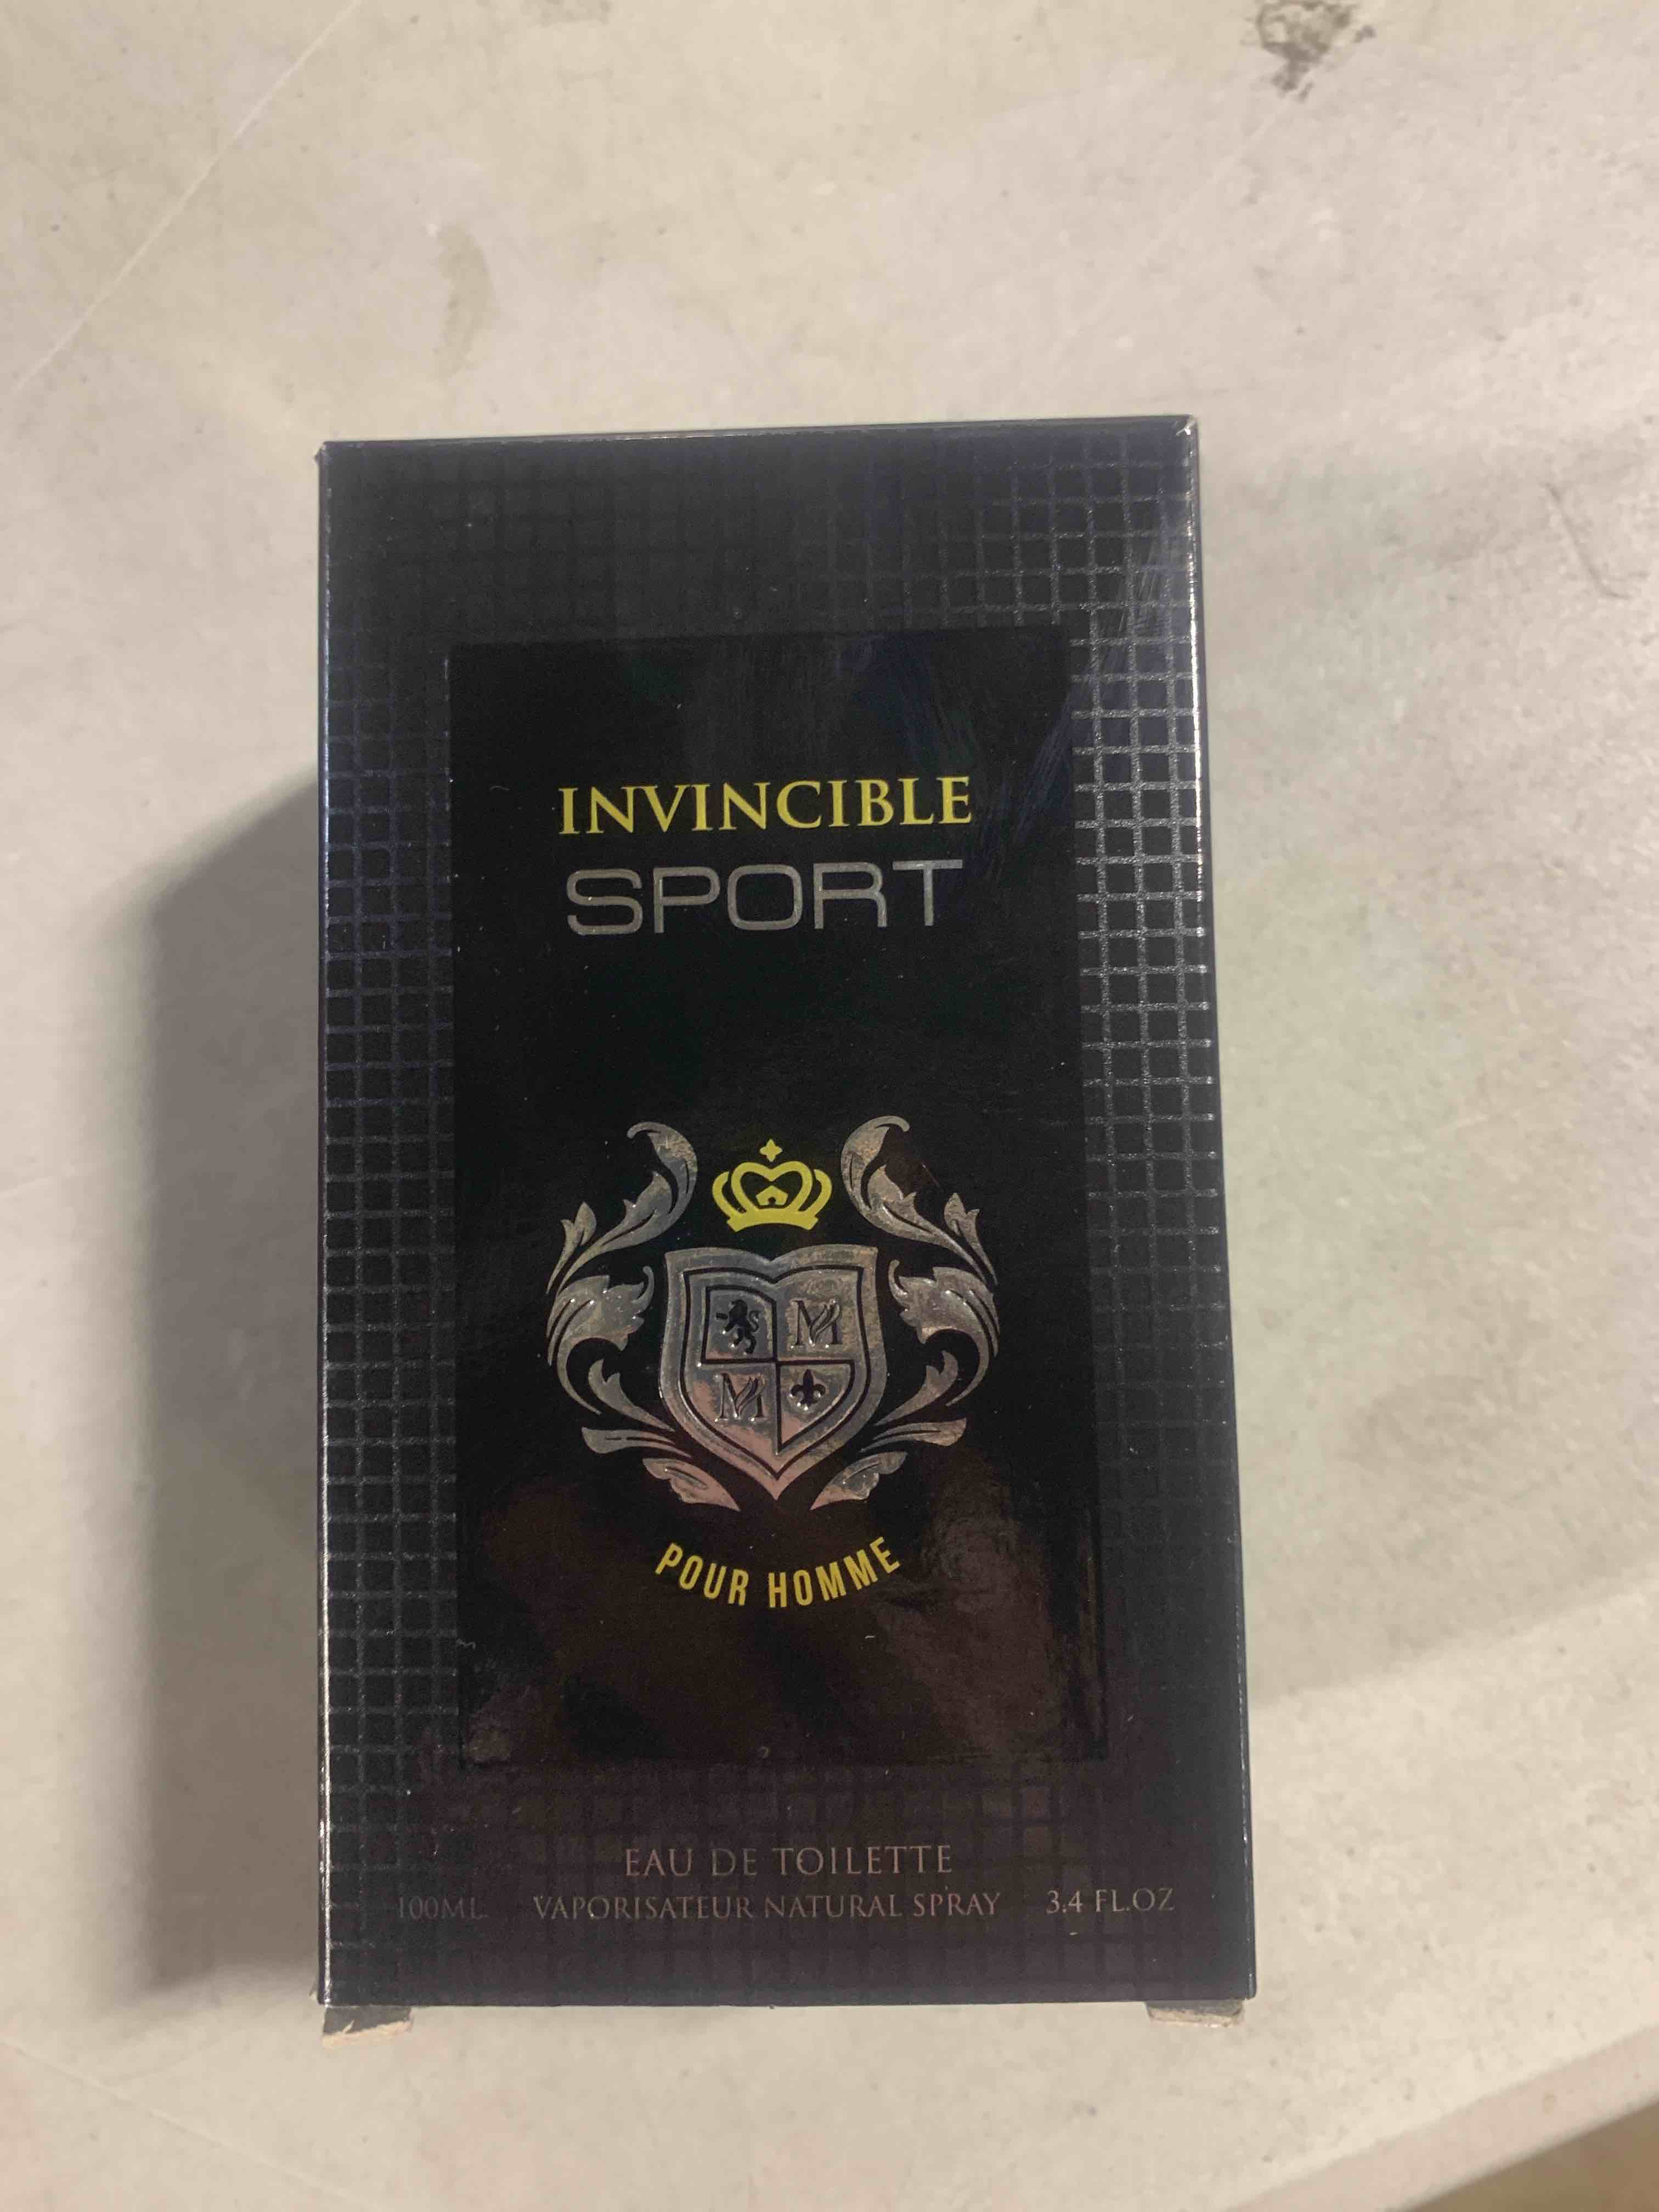 INVINCIBLE
SPORT
M
M
POUR HOMME
EAU DE TOILETTE
100ML. VAPORISATEUR NATURAL SPRAY 3.4 FL.OZ